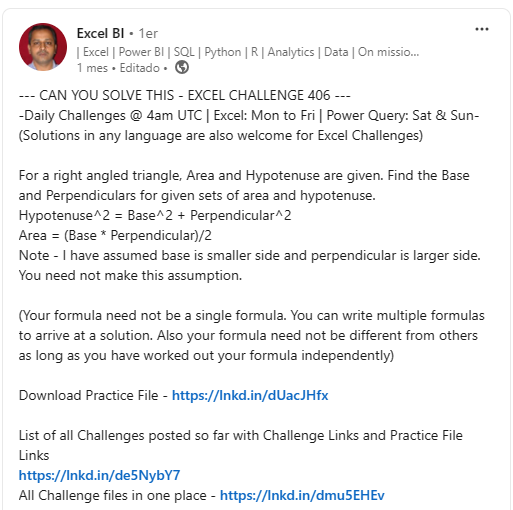 Excel BI • 1er
| Excel | Power BI | SQL | Python | R | Analytics | Data | On missio...
1 mes • Editado •
--- CAN YOU SOLVE THIS - EXCEL CHALLENGE 406 ---
-Daily Challenges @ 4am UTC | Excel: Mon to Fri | Power Query: Sat & Sun-
(Solutions in any language are also welcome for Excel Challenges)
For a right angled triangle, Area and Hypotenuse are given. Find the Base
and Perpendiculars for given sets of area and hypotenuse.
Hypotenuse^2 = Base^2 + Perpendicular^2
Area = (Base * Perpendicular)/2
Note - I have assumed base is smaller side and perpendicular is larger side.
You need not make this assumption.
(Your formula need not be a single formula. You can write multiple formulas
to arrive at a solution. Also your formula need not be different from others
as long as you have worked out your formula independently)
Download Practice File - https://lnkd.in/dUacJHfx
List of all Challenges posted so far with Challenge Links and Practice File
Links
https://lnkd.in/de5NybY7
All Challenge files in one place - https://lnkd.in/dmu5EHEv